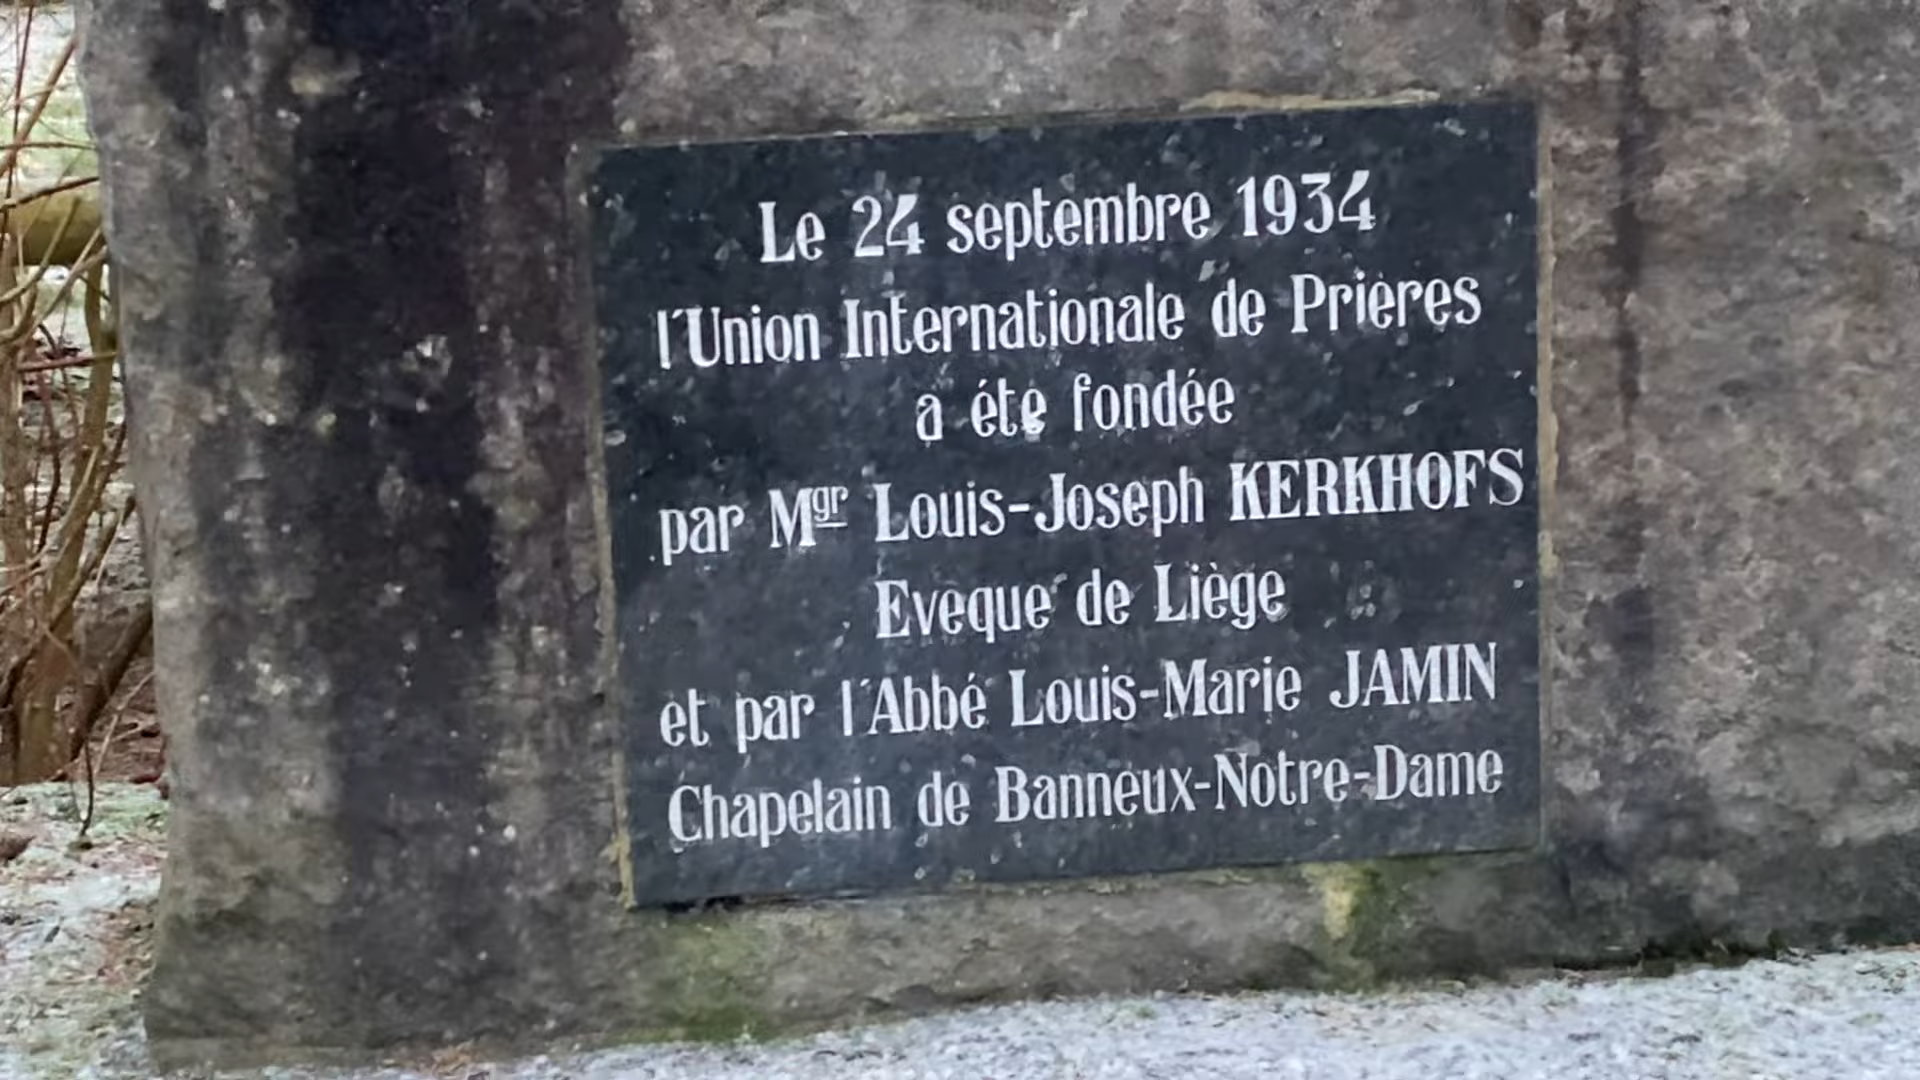 Le 24 septembre 1934
l'Union Internationale de Prières
a été fondée
par Mgr Louis-Joseph KERKHOFS
Evêque de Liège
et par l'Abbé Louis-Marie JAMIN
Chapelain de Banneux-Notre-Dame